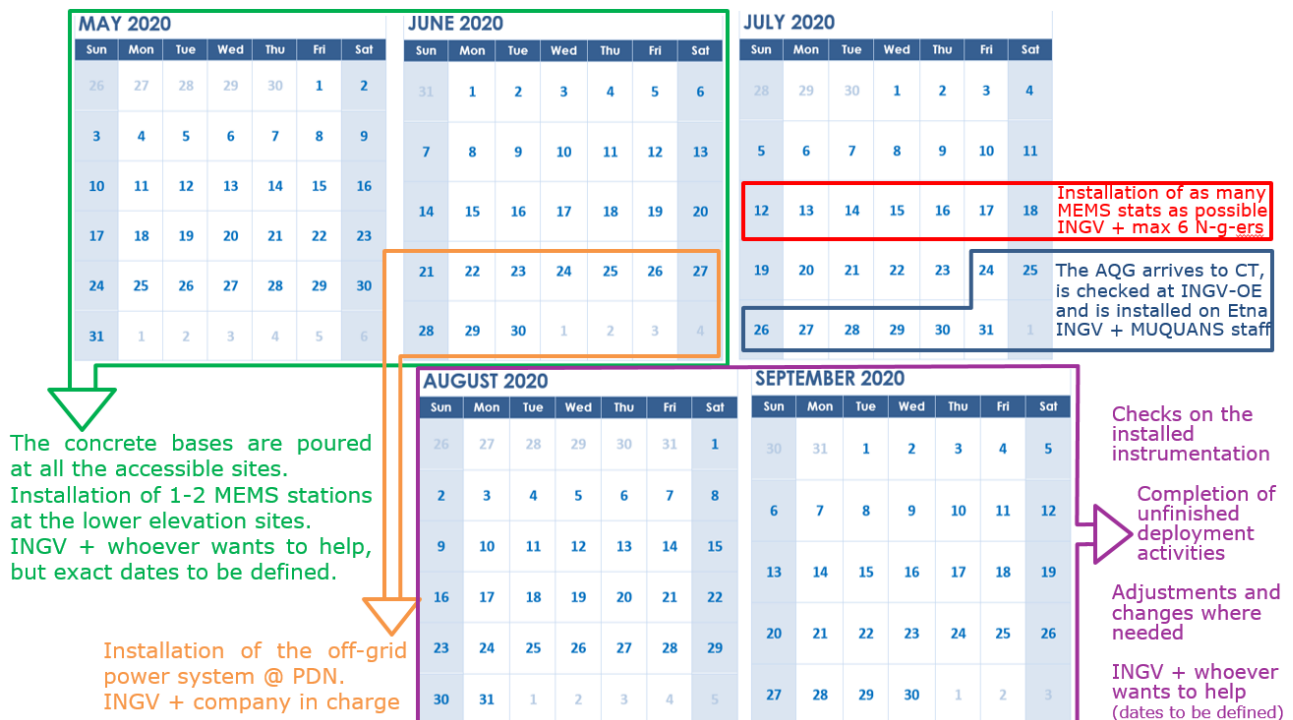 MAY 2020
Sun Mon Tue Wed Thu Fri Sat
26 27 28 29 30 1 2
3 4 5 6 7 8 9
10 11 12 13 14 15 16
17 18 19 20 21 22 23
24 25 26 27 28 29 30
31 1 2 3 4 5 6
JUNE 2020
Sun Mon Tue Wed Thu Fri Sat
31 1 2 3 4 5 6
7 8 9 10 11 12 13
14 15 16 17 18 19 20
21 22 23 24 25 26 27
28 29 30 1 2 3 4
JULY 2020
Sun Mon Tue Wed Thu Fri Sat
28 29 30 1 2 3 4
5 6 7 8 9 10 11
12 13 14 15 16 17 18
19 20 21 22 23 24 25
26 27 28 29 30 31 1
Installation of as many
MEMS stats as possible
INGV + max 6 N-g-ers
The AQG arrives to CT,
is checked at INGV-OE
and is installed on Etna
INGV + MUQUANS staff
The concrete bases are poured
at all the accessible sites.
Installation of 1-2 MEMS stations
at the lower elevation sites.
INGV + whoever wants to help,
but exact dates to be defined.
Installation of the off-grid
power system @ PDN.
INGV + company in charge
AUGUST 2020
Sun Mon Tue Wed Thu Fri Sat
26 27 28 29 30 31 1
2 3 4 5 6 7 8
9 10 11 12 13 14 15
16 17 18 19 20 21 22
23 24 25 26 27 28 29
30 31 1 2 3 4 5
SEPTEMBER 2020
Sun Mon Tue Wed Thu Fri Sat
30 31 1 2 3 4 5
6 7 8 9 10 11 12
13 14 15 16 17 18 19
20 21 22 23 24 25 26
27 28 29 30 1 2 3
Checks on the
installed
instrumentation
Completion of
unfinished
deployment
activities
Adjustments and
changes where
needed
INGV + whoever
wants to help
(dates to be defined)